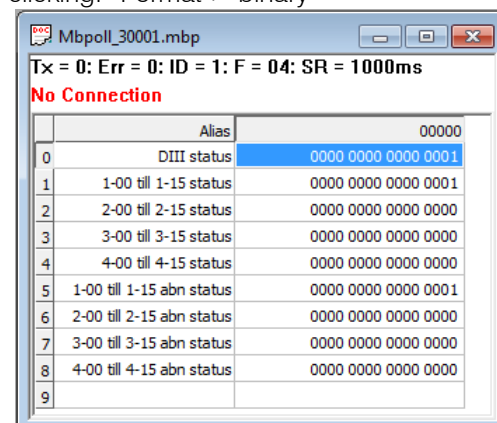 clicking. "Format > binary"
Mbpoll_30001.mbp
Tx = 0: Err = 0: ID = 1: F = 04: SR = 1000ms
No Connection
Alias 00000
0 DIII status 0000 0000 0000 0001
1 1-00 till 1-15 status 0000 0000 0000 0001
2 2-00 till 2-15 status 0000 0000 0000 0000
3 3-00 till 3-15 status 0000 0000 0000 0000
4 4-00 till 4-15 status 0000 0000 0000 0000
5 1-00 till 1-15 abn status 0000 0000 0000 0001
6 2-00 till 2-15 abn status 0000 0000 0000 0000
7 3-00 till 3-15 abn status 0000 0000 0000 0000
8 4-00 till 4-15 abn status 0000 0000 0000 0000
9